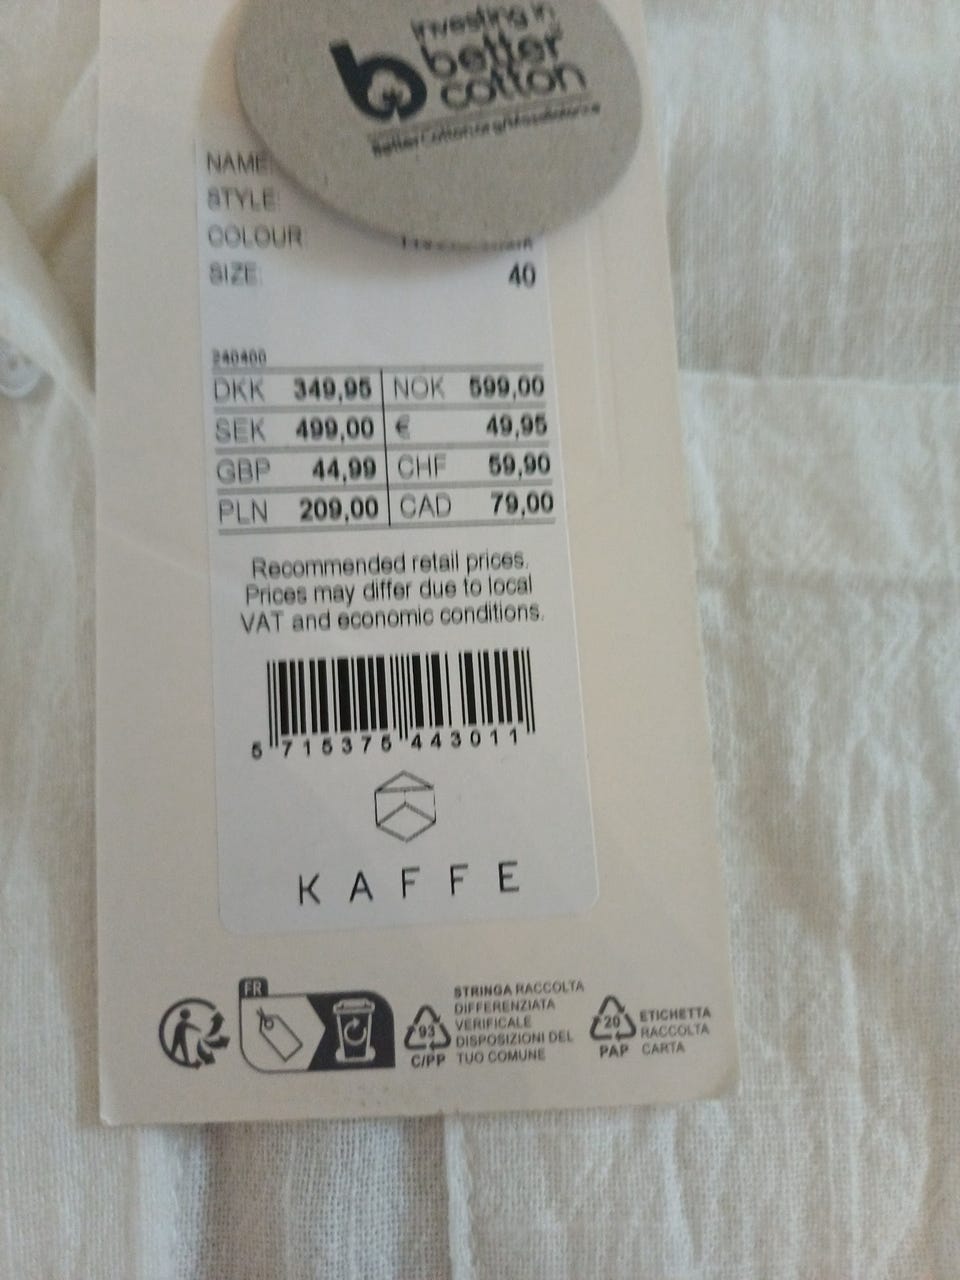 investing in
better
cotton
NAME:
STYLE:
COLOUR
SIZE: 40
240400
DKK 349,95 NOK 599,00
SEK 499,00 € 49,95
GBP 44,99 CHF 59,90
PLN 209,00 CAD 79,00
Recommended retail prices.
Prices may differ due to local
VAT and economic conditions.
5 715375 443011
KAFFE
FR
STRINGA RACCOLTA
DIFFERENZIATA
VERIFICALE
DISPOSIZIONI DEL
TUO COMUNE
93
C/PP
20
PAP
ETICHETTA
RACCOLTA
CARTA